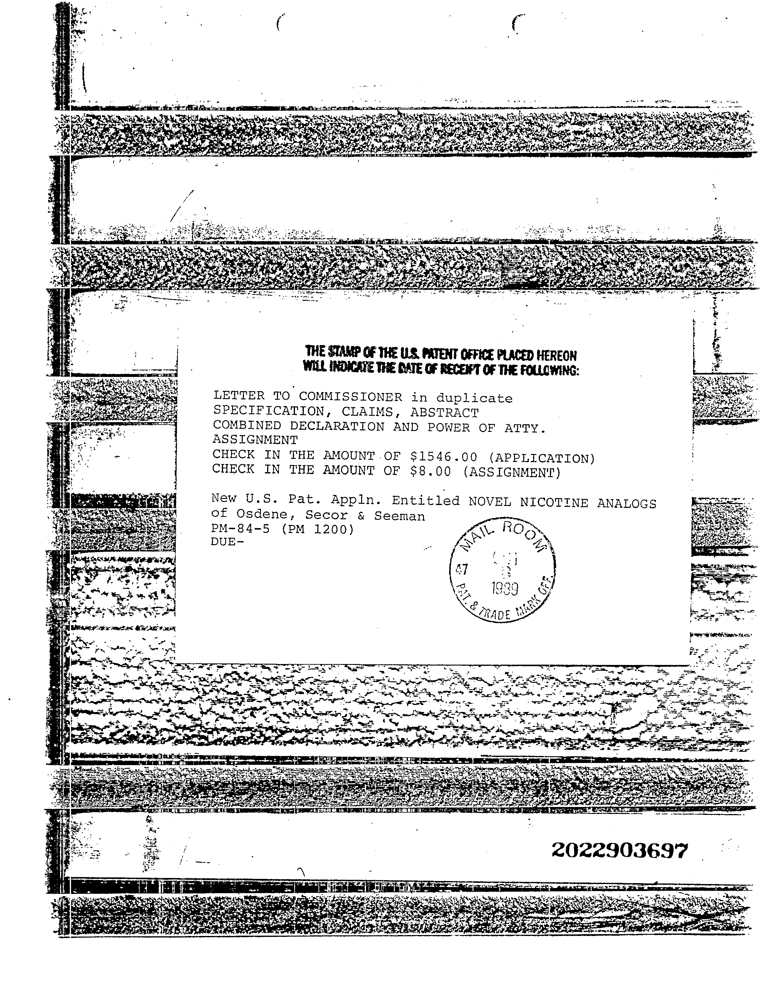 THE STAMP OF THE U.S. PATENT OFFICE PLACED HEREON
WILL INDICATE THE DATE OF RECEIPT OF THE FOLLOWING:
LETTER TO COMMISSIONER in duplicate
SPECIFICATION, CLAIMS, ABSTRACT
COMBINED DECLARATION AND POWER OF ATTY.
ASSIGNMENT
CHECK IN THE AMOUNT OF $1546.00 (APPLICATION)
CHECK IN THE AMOUNT OF $8.00 (ASSIGNMENT)
New U.S. Pat. Appln. Entitled NOVEL NICOTINE ANALOGS
of Osdene, Secor & Seeman
PM-84-5 (PM 1200)
DUE-
MAIL ROOM
47
1989
PAT. & TRADE MARK OFF.
2022903697